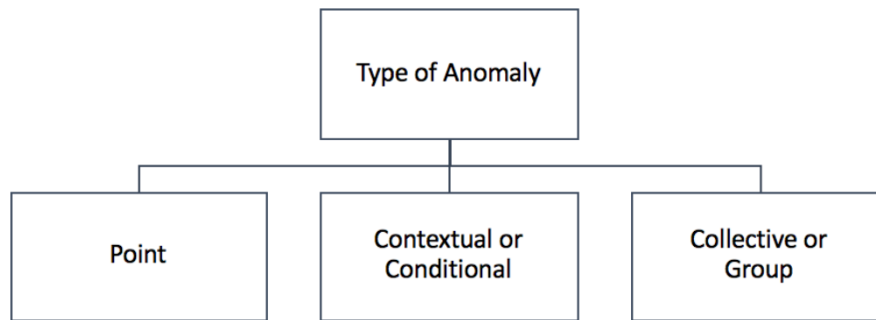 Type of Anomaly
Point
Contextual or
Conditional
Collective or
Group